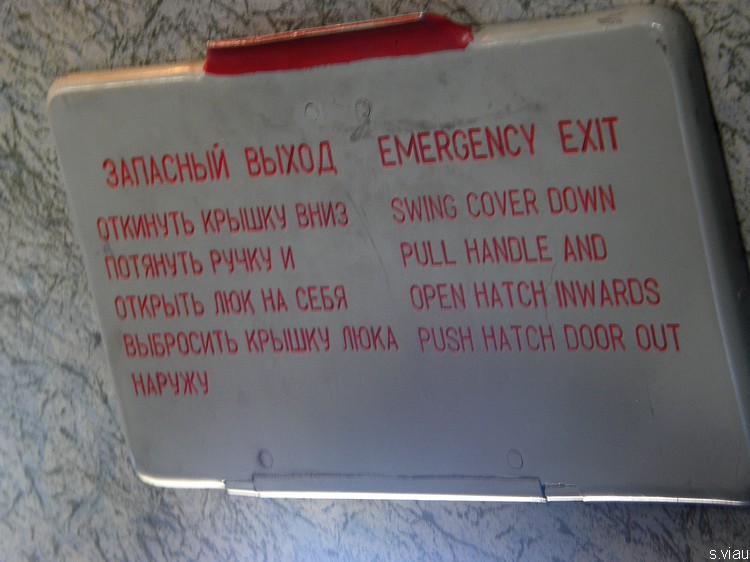 ЗАПАСНЫЙ ВЫХОД
ОТКИНУТЬ КРЫШКУ ВНИЗ
ПОТЯНУТЬ РУЧКУ И
ОТКРЫТЬ ЛЮК НА СЕБЯ
ВЫБРОСИТЬ КРЫШКУ ЛЮКА
НАРУЖУ
EMERGENCY EXIT
SWING COVER DOWN
PULL HANDLE AND
OPEN HATCH INWARDS
PUSH HATCH DOOR OUT
s.viau